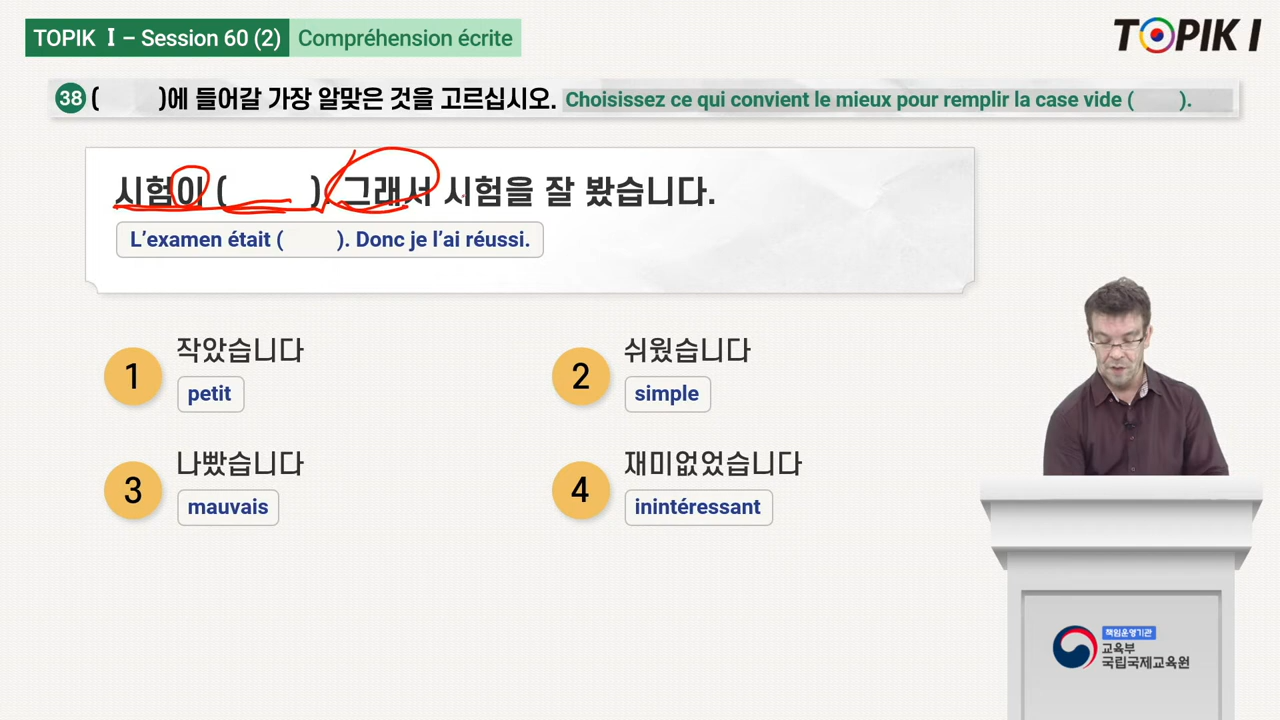 TOPIK Ⅰ – Session 60 (2) Compréhension écrite
TOPIK I
38 ( )에 들어갈 가장 알맞은 것을 고르십시오. Choisissez ce qui convient le mieux pour remplir la case vide ( ).
시험이 (____). 그래서 시험을 잘 봤습니다.
L’examen était ( ). Donc je l’ai réussi.
1 작았습니다
petit
2 쉬웠습니다
simple
3 나빴습니다
mauvais
4 재미없었습니다
inintéressant
책임운영기관
교육부
국립국제교육원